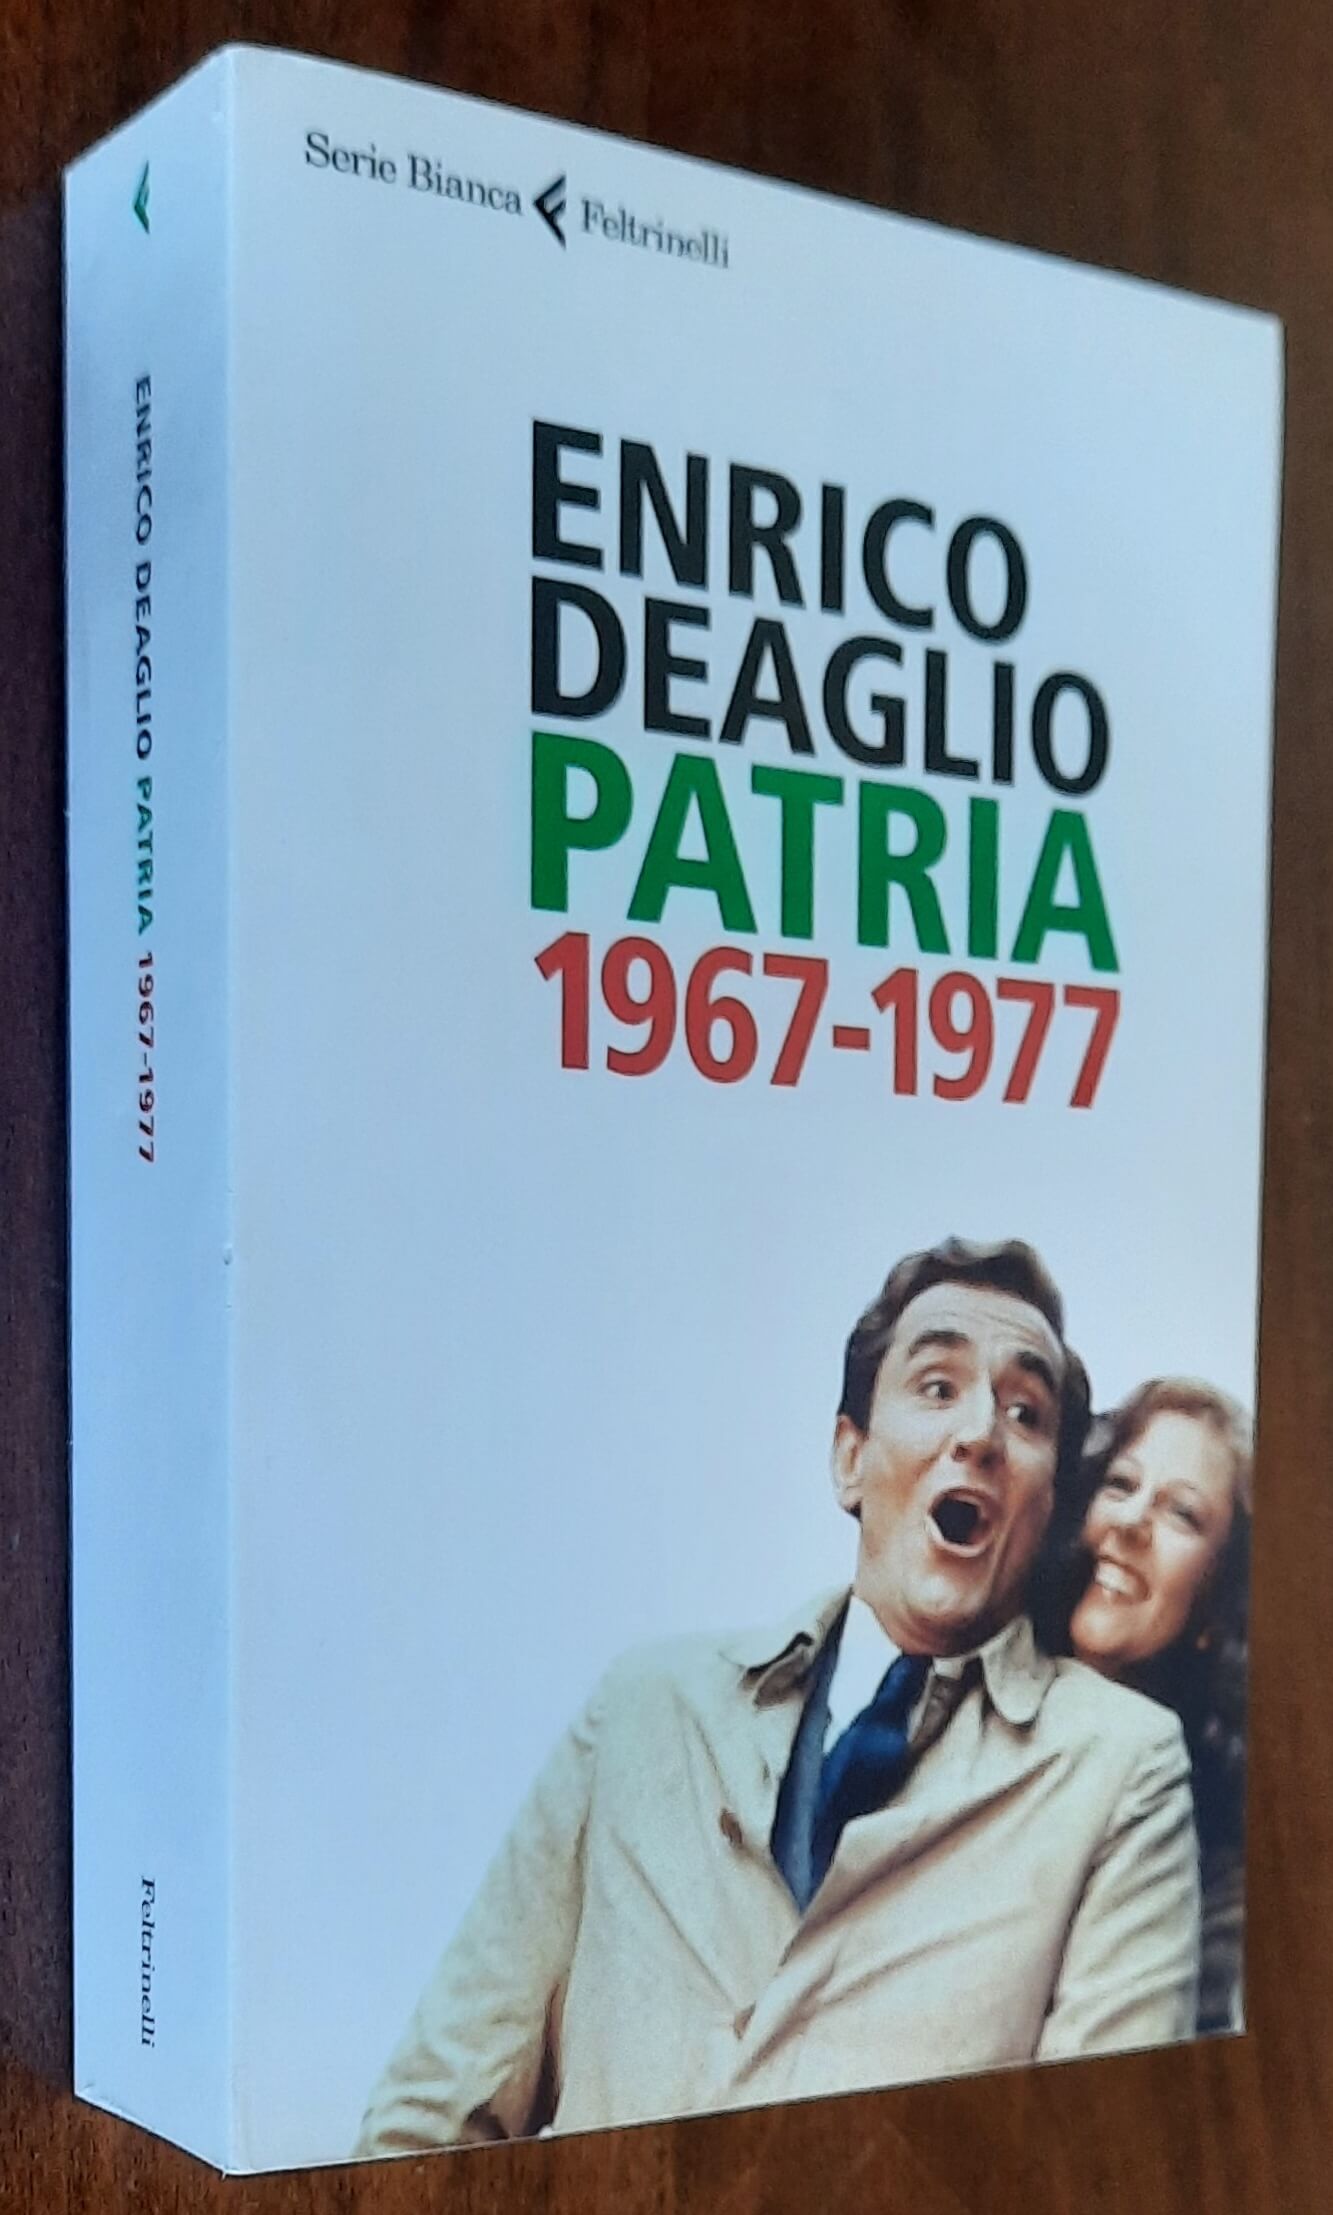 Serie Bianca Feltrinelli
ENRICO
DEAGLIO
PATRIA
1967-1977
ENRICO DEAGLIO PATRIA 1967-1977
Feltrinelli